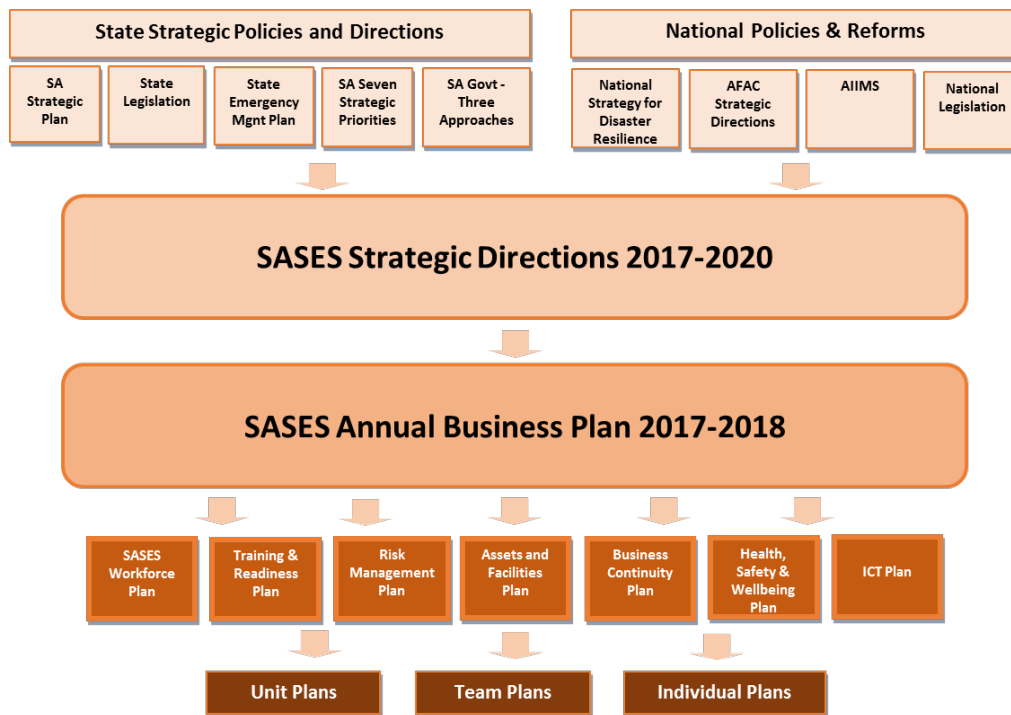 State Strategic Policies and Directions
National Policies & Reforms
SA
Strategic
Plan
State
Legislation
State
Emergency
Mgnt Plan
SA Seven
Strategic
Priorities
SA Govt -
Three
Approaches
National
Strategy for
Disaster
Resilience
AFAC
Strategic
Directions
AIIMS
National
Legislation
SASES Strategic Directions 2017-2020
SASES Annual Business Plan 2017-2018
SASES
Workforce
Plan
Training &
Readiness
Plan
Risk
Management
Plan
Assets and
Facilities
Plan
Business
Continuity
Plan
Health,
Safety &
Wellbeing
Plan
ICT Plan
Unit Plans
Team Plans
Individual Plans